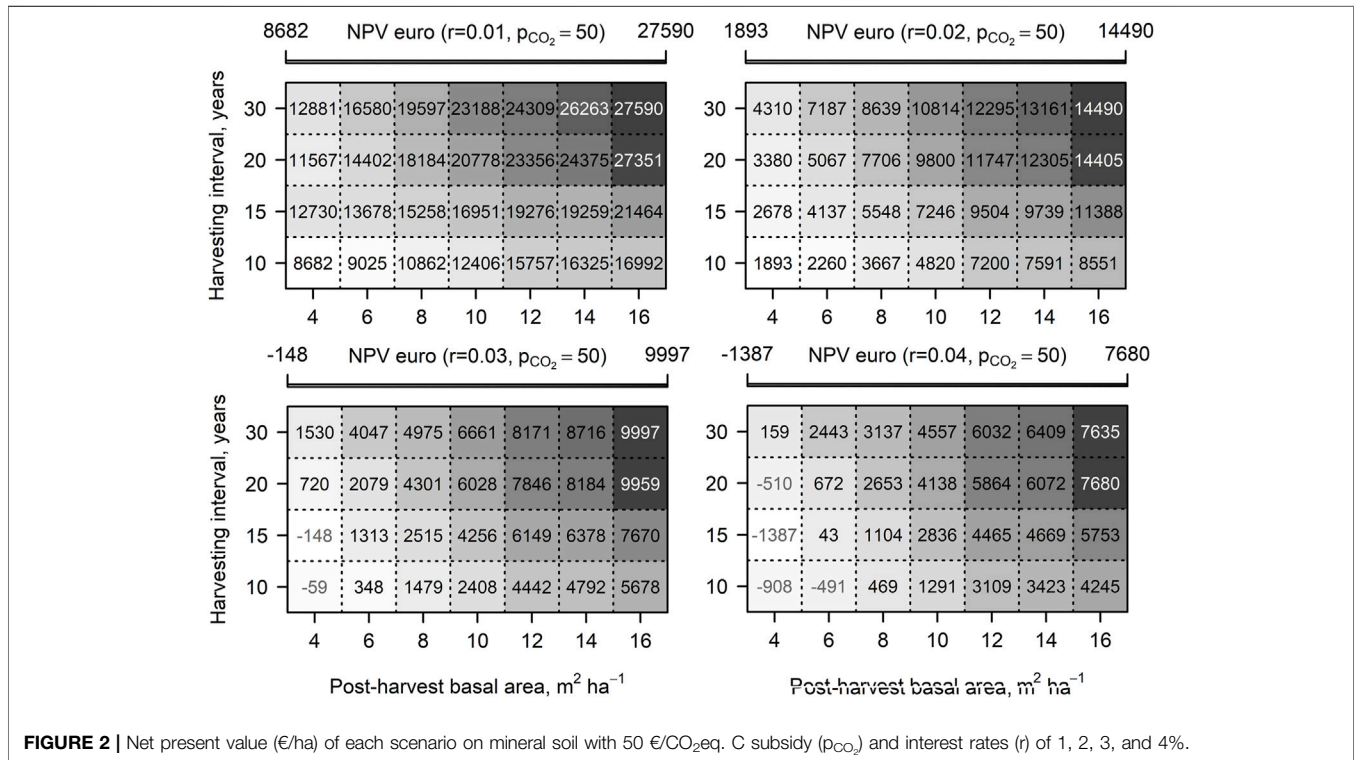 8682 NPV euro (r=0.01, pCO₂ = 50) 27590
1893 NPV euro (r=0.02, pCO₂ = 50) 14490
Harvesting interval, years
30 12881 16580 19597 23188 24309 26263 27590
20 11567 14402 18184 20778 23356 24375 27351
15 12730 13678 15258 16951 19276 19259 21464
10 8682 9025 10862 12406 15757 16325 16992
4 6 8 10 12 14 16
30 4310 7187 8639 10814 12295 13161 14490
20 3380 5067 7706 9800 11747 12305 14405
15 2678 4137 5548 7246 9504 9739 11388
10 1893 2260 3667 4820 7200 7591 8551
4 6 8 10 12 14 16
-148 NPV euro (r=0.03, pCO₂ = 50) 9997
-1387 NPV euro (r=0.04, pCO₂ = 50) 7680
Harvesting interval, years
30 1530 4047 4975 6661 8171 8716 9997
20 720 2079 4301 6028 7846 8184 9959
15 -148 1313 2515 4256 6149 6378 7670
10 -59 348 1479 2408 4442 4792 5678
4 6 8 10 12 14 16
Post-harvest basal area, m² ha⁻¹
30 159 2443 3137 4557 6032 6409 7635
20 -510 672 2653 4138 5864 6072 7680
15 -1387 43 1104 2836 4465 4669 5753
10 -908 -491 469 1291 3109 3423 4245
4 6 8 10 12 14 16
Post-harvest basal area, m² ha⁻¹
FIGURE 2 | Net present value (€/ha) of each scenario on mineral soil with 50 €/CO₂eq. C subsidy (pCO₂) and interest rates (r) of 1, 2, 3, and 4%.